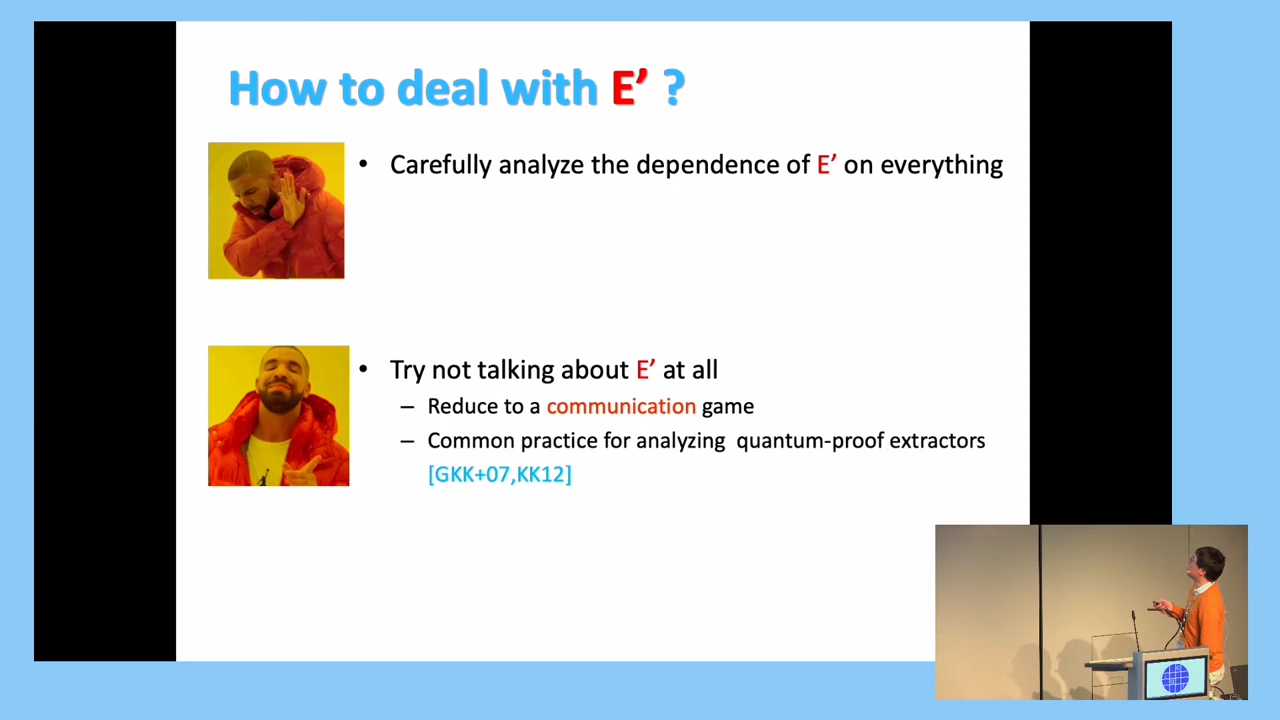 How to deal with E’ ?
• Carefully analyze the dependence of E’ on everything
• Try not talking about E’ at all
– Reduce to a communication game
– Common practice for analyzing quantum-proof extractors
[GKK+07,KK12]